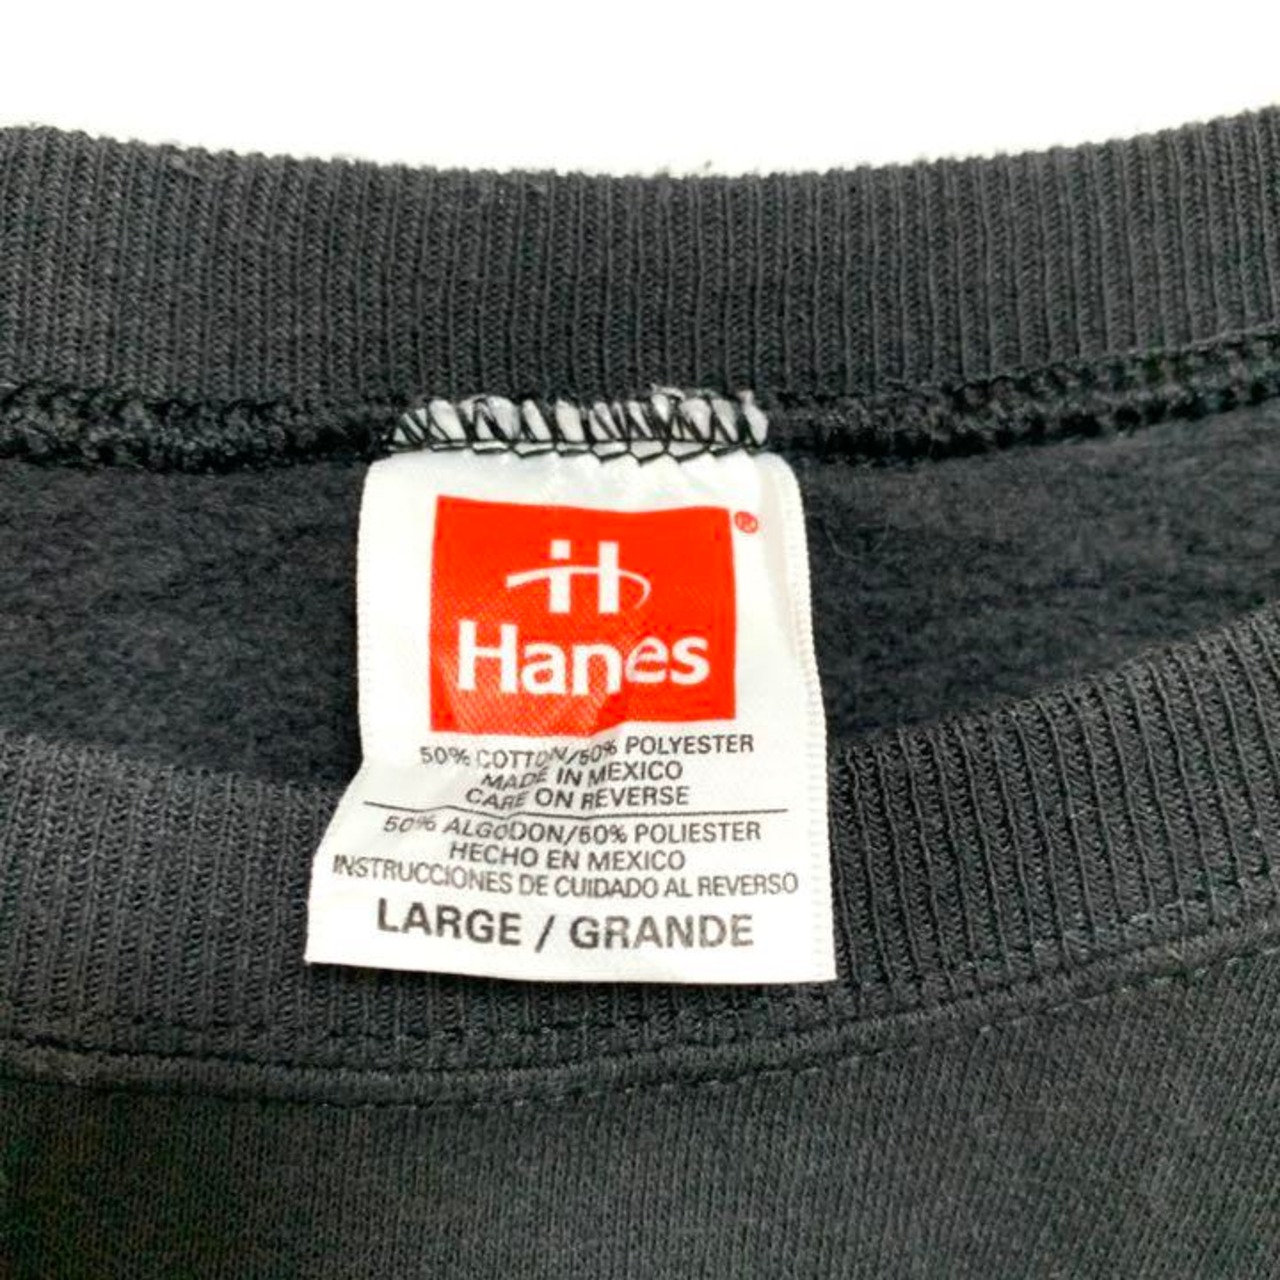 H
Hanes®
50% COTTON/50% POLYESTER
MADE IN MEXICO
CARE ON REVERSE
50% ALGODON/50% POLIESTER
HECHO EN MEXICO
INSTRUCCIONES DE CUIDADO AL REVERSO
LARGE / GRANDE